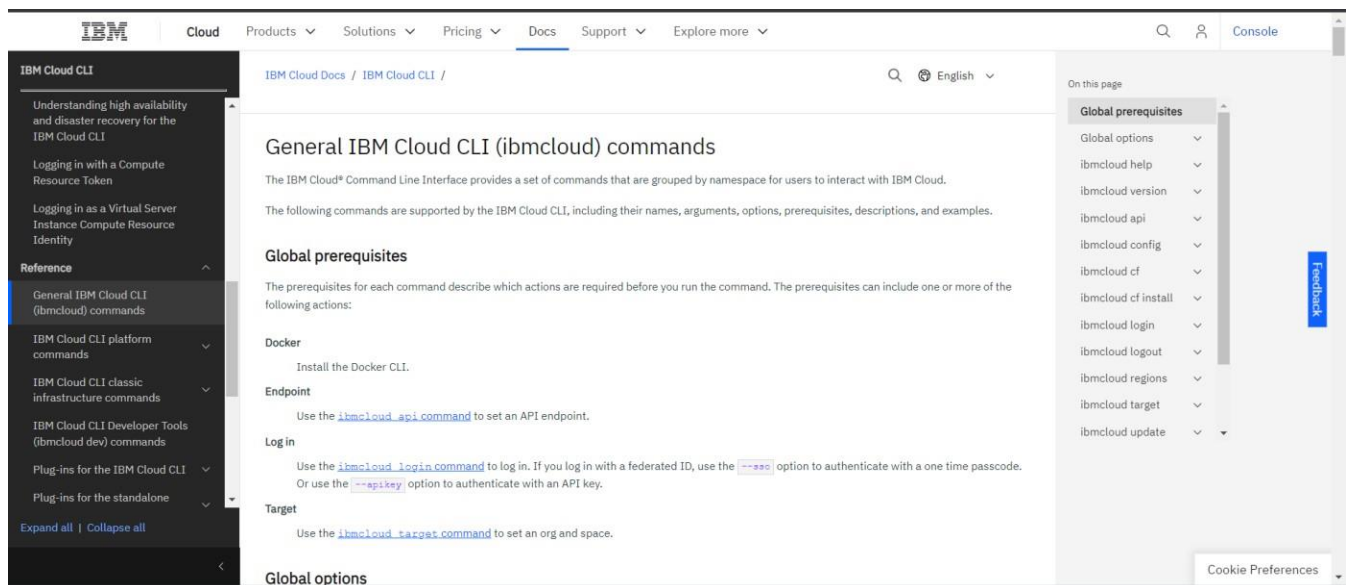 IBM Cloud Products Solutions Pricing Docs Support Explore more Console
IBM Cloud CLI
Understanding high availability
and disaster recovery for the
IBM Cloud CLI
Logging in with a Compute
Resource Token
Logging in as a Virtual Server
Instance Compute Resource
Identity
Reference
General IBM Cloud CLI
(ibmcloud) commands
IBM Cloud CLI platform
commands
IBM Cloud CLI classic
infrastructure commands
IBM Cloud CLI Developer Tools
(ibmcloud dev) commands
Plug-ins for the IBM Cloud CLI
Plug-ins for the standalone
Expand all | Collapse all
IBM Cloud Docs / IBM Cloud CLI /
English
General IBM Cloud CLI (ibmcloud) commands
The IBM Cloud® Command Line Interface provides a set of commands that are grouped by namespace for users to interact with IBM Cloud.
The following commands are supported by the IBM Cloud CLI, including their names, arguments, options, prerequisites, descriptions, and examples.
Global prerequisites
The prerequisites for each command describe which actions are required before you run the command. The prerequisites can include one or more of the
following actions:
Docker
Install the Docker CLI.
Endpoint
Use the ibmcloud api command to set an API endpoint.
Log in
Use the ibmcloud login command to log in. If you log in with a federated ID, use the --sso option to authenticate with a one time passcode.
Or use the --apikey option to authenticate with an API key.
Target
Use the ibmcloud target command to set an org and space.
Global options
On this page
Global prerequisites
Global options
ibmcloud help
ibmcloud version
ibmcloud api
ibmcloud config
ibmcloud cf
ibmcloud cf install
ibmcloud login
ibmcloud logout
ibmcloud regions
ibmcloud target
ibmcloud update
Feedback
Cookie Preferences